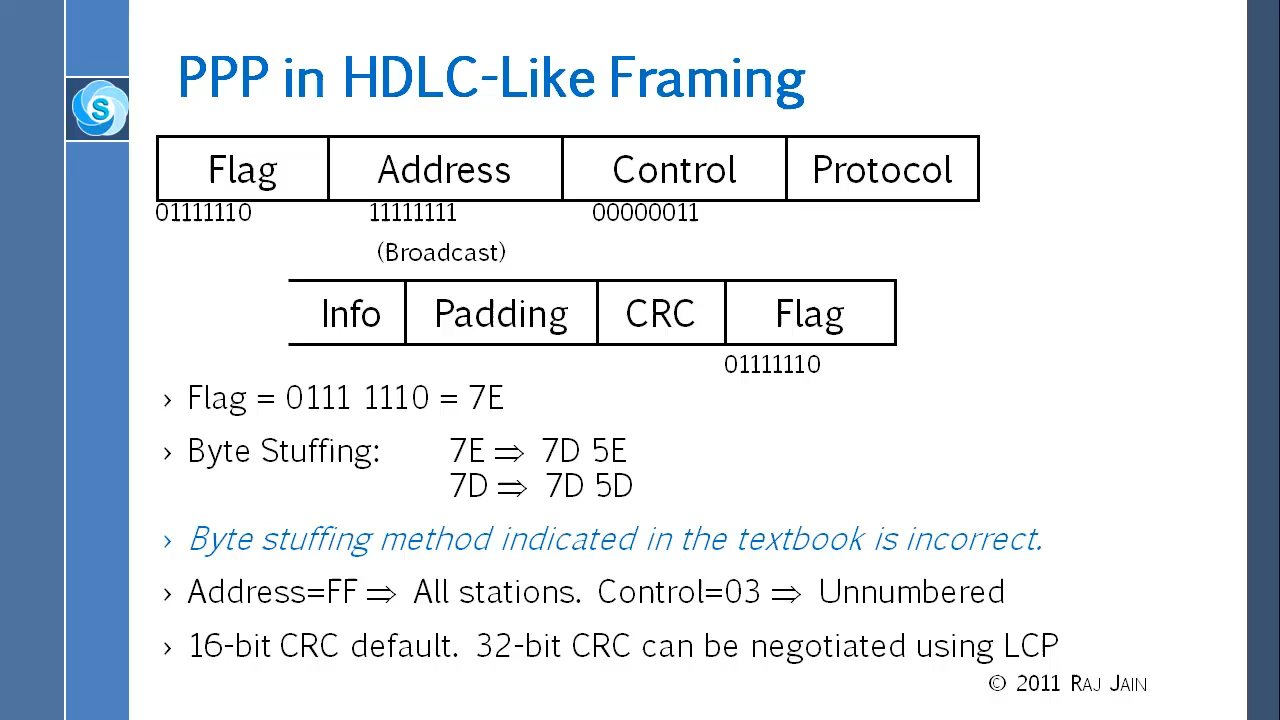 PPP in HDLC-Like Framing
S
Flag Address Control Protocol
01111110 11111111 00000011
(Broadcast)
Info Padding CRC Flag
01111110
› Flag = 0111 1110 = 7E
› Byte Stuffing: 7E ⇒ 7D 5E
7D ⇒ 7D 5D
› Byte stuffing method indicated in the textbook is incorrect.
› Address=FF ⇒ All stations. Control=03 ⇒ Unnumbered
› 16-bit CRC default. 32-bit CRC can be negotiated using LCP
© 2011 RAJ JAIN